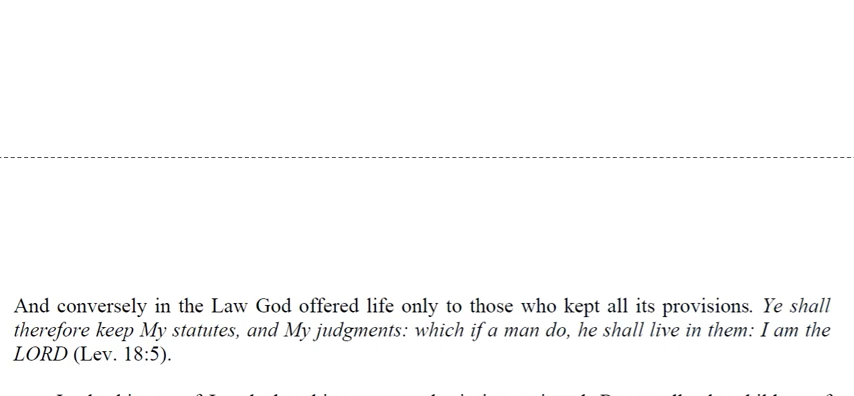 And conversely in the Law God offered life only to those who kept all its provisions. Ye shall
therefore keep My statutes, and My judgments: which if a man do, he shall live in them: I am the
LORD (Lev. 18:5).